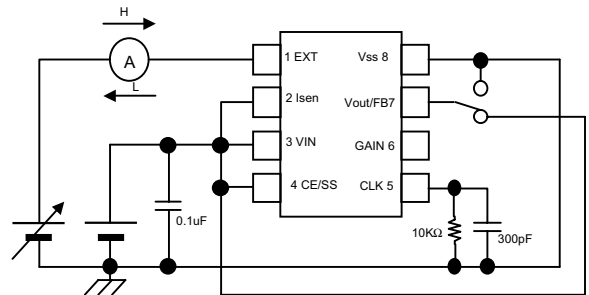 H
A
L
1 EXT
Vss 8
2 Isen
Vout/FB7
3 VIN
GAIN 6
4 CE/SS
CLK 5
0.1uF
10KΩ
300pF